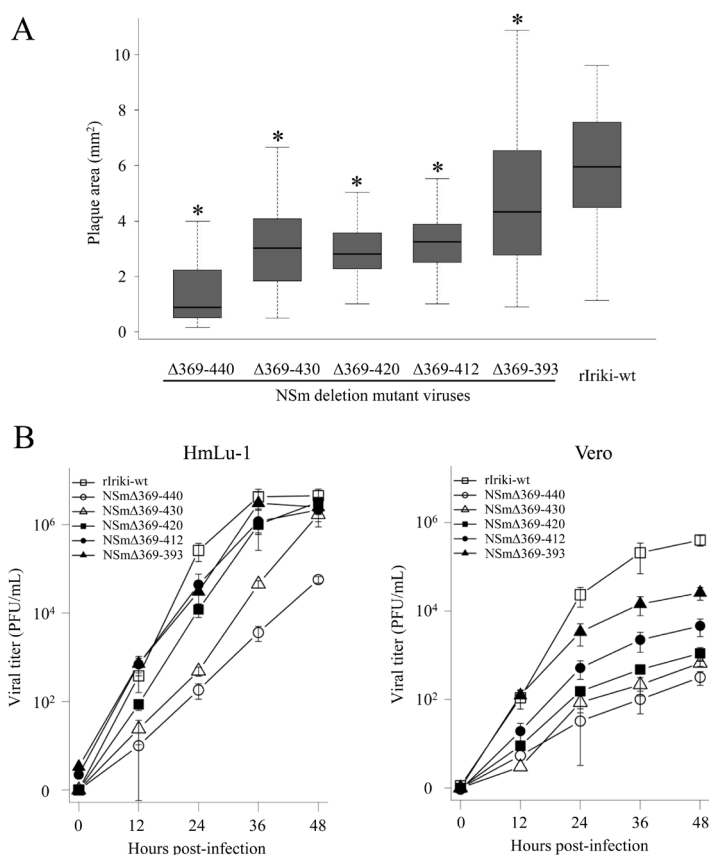 A
Plaque area (mm²)
10
8
6
4
2
0
*
*
*
*
*
Δ369-440
Δ369-430
Δ369-420
Δ369-412
Δ369-393
rIriki-wt
NSm deletion mutant viruses
B
HmLu-1
Viral titer (PFU/mL)
10⁶
10⁴
10²
0
rIriki-wt
NSmΔ369-440
NSmΔ369-430
NSmΔ369-420
NSmΔ369-412
NSmΔ369-393
0 12 24 36 48
Hours post-infection
Vero
Viral titer (PFU/mL)
10⁶
10⁴
10²
0
rIriki-wt
NSmΔ369-440
NSmΔ369-430
NSmΔ369-420
NSmΔ369-412
NSmΔ369-393
0 12 24 36 48
Hours post-infection